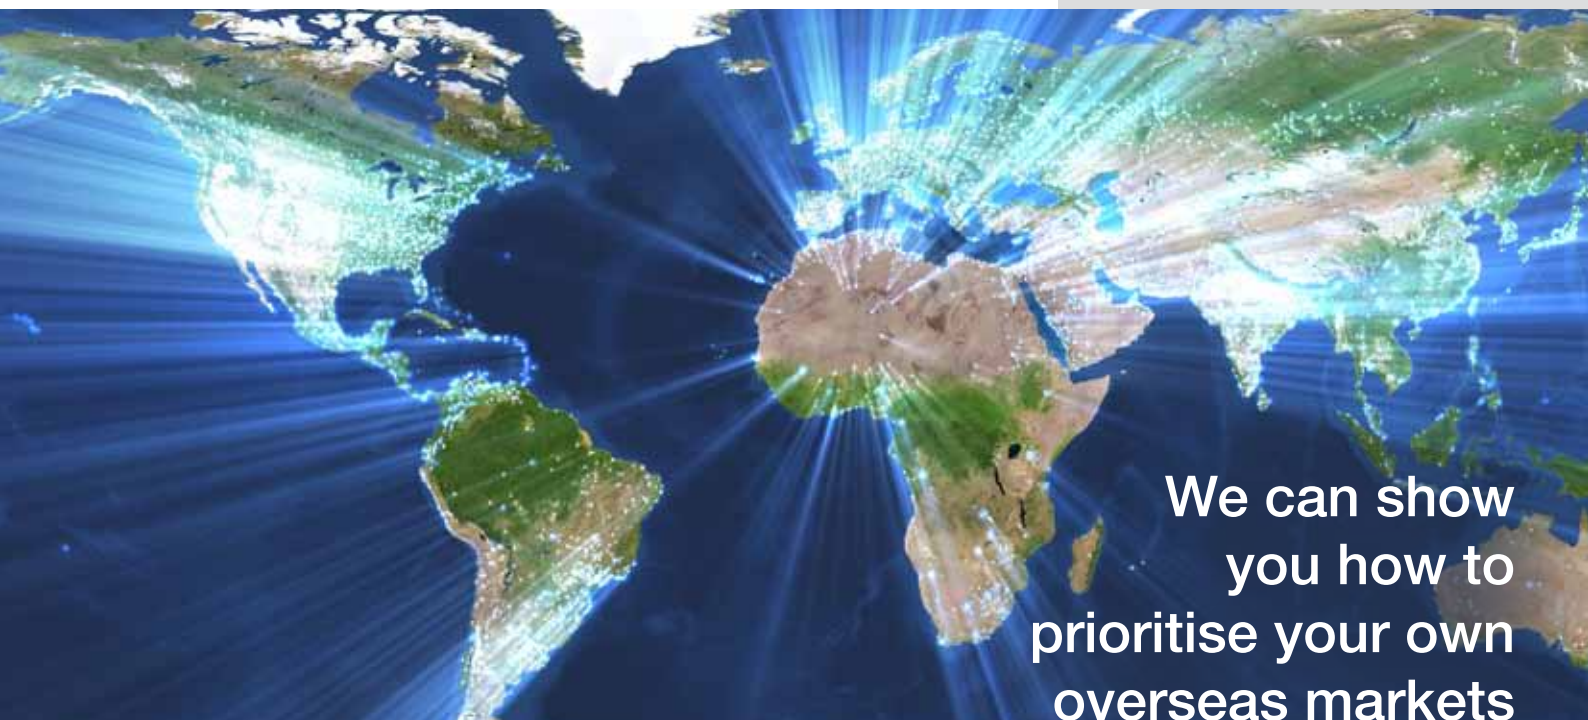 We can show
you how to
prioritise your own
overseas markets